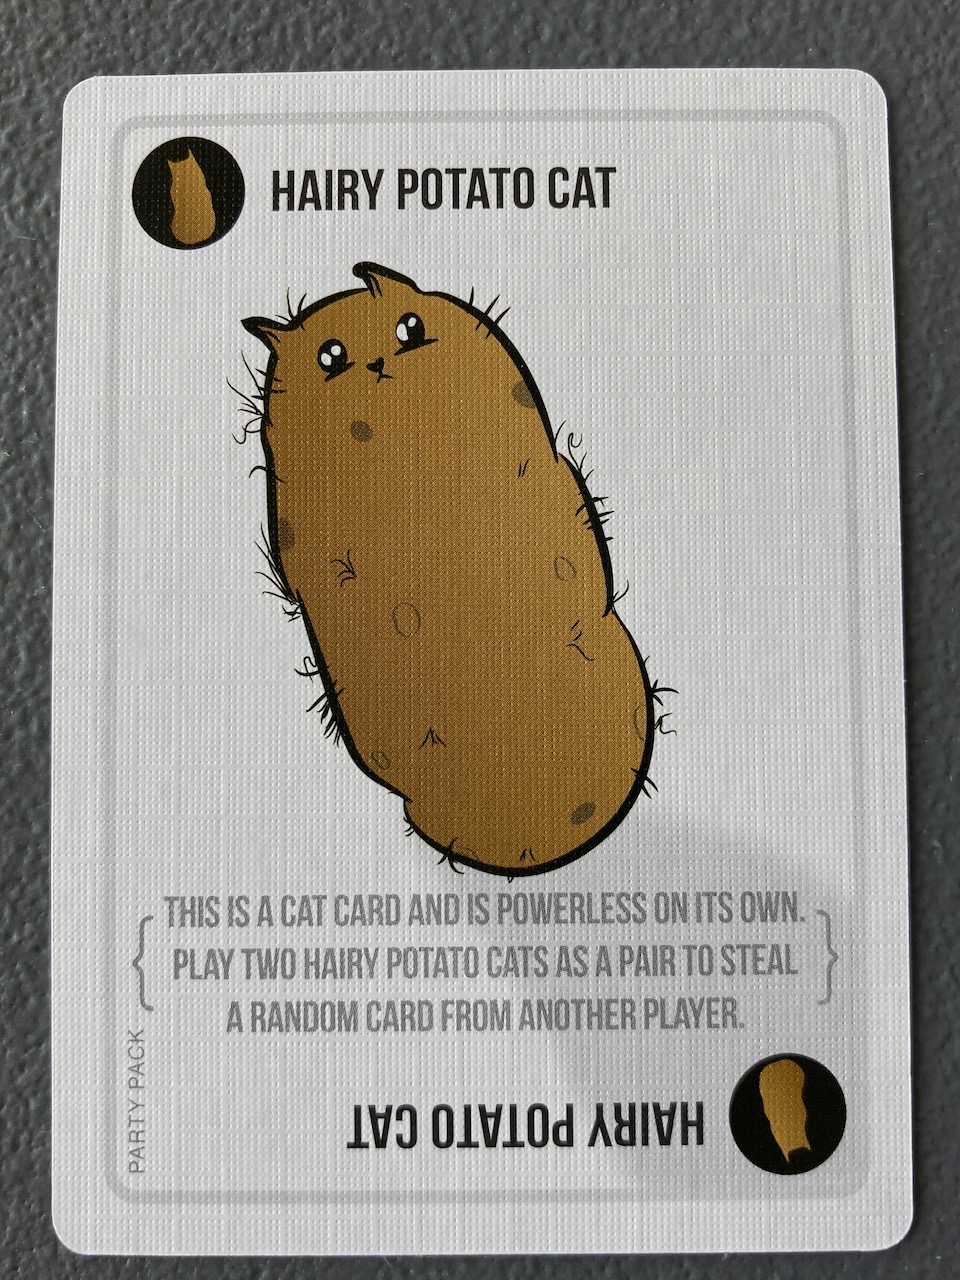 HAIRY POTATO CAT
THIS IS A CAT CARD AND IS POWERLESS ON ITS OWN.
PLAY TWO HAIRY POTATO CATS AS A PAIR TO STEAL
A RANDOM CARD FROM ANOTHER PLAYER.
PARTY PACK
HAIRY POTATO CAT